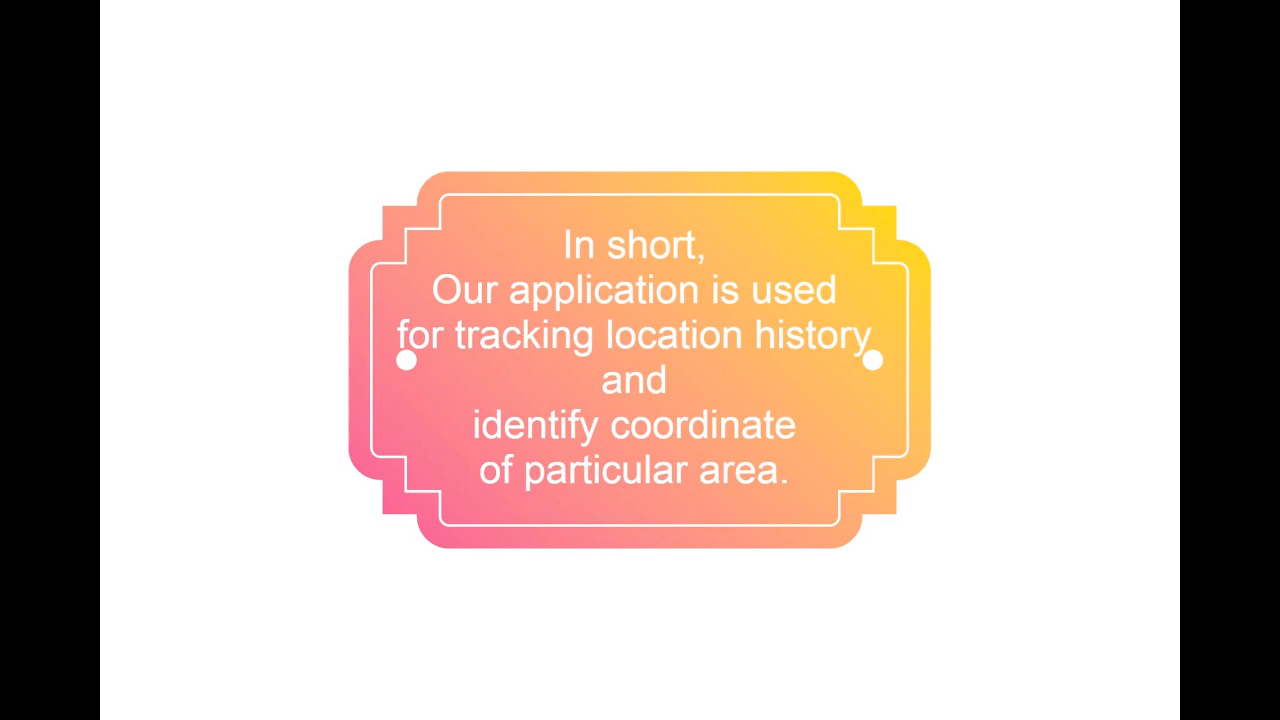 In short,
Our application is used
for tracking location history
and
identify coordinate
of particular area.